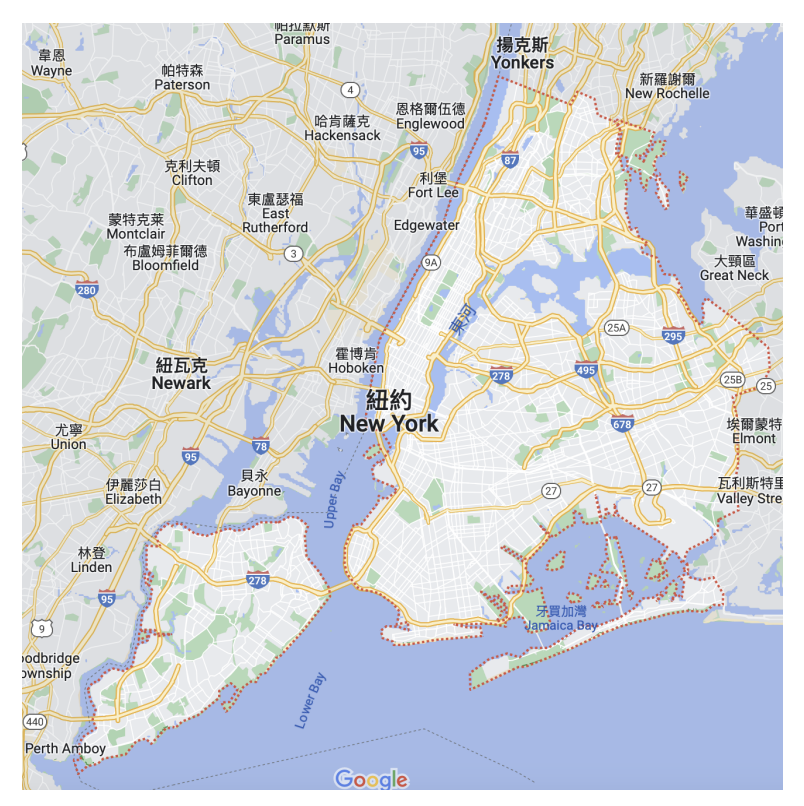 帕拉默斯
Paramus
揚克斯
Yonkers
韋恩
Wayne
帕特森
Paterson
新羅謝爾
New Rochelle
4
恩格爾伍德
Englewood
哈肯薩克
Hackensack
95
87
克利夫頓
Clifton
利堡
Fort Lee
東盧瑟福
East
Rutherford
蒙特克莱
Montclair
Edgewater
華盛頓
Port
Washin
布盧姆菲爾德
Bloomfield
3
9A
大頸區
Great Neck
280
東河
25A
295
霍博肯
Hoboken
紐瓦克
Newark
278
495
25B
25
紐約
New York
678
尤寧
Union
埃爾蒙特
Elmont
78
95
貝永
Bayonne
伊麗莎白
Elizabeth
Upper Bay
27
27
瓦利斯特里
Valley Stre
林登
Linden
278
95
牙買加灣
Jamaica Bay
9
oodbridge
ownship
Lower Bay
440
Perth Amboy
Google